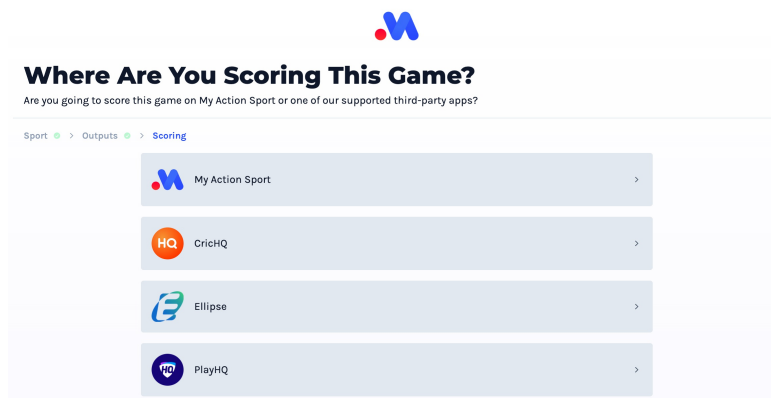 Where Are You Scoring This Game?
Are you going to score this game on My Action Sport or one of our supported third-party apps?
Sport > Outputs > Scoring
My Action Sport
HQ CricHQ
E Ellipse
HQ PlayHQ